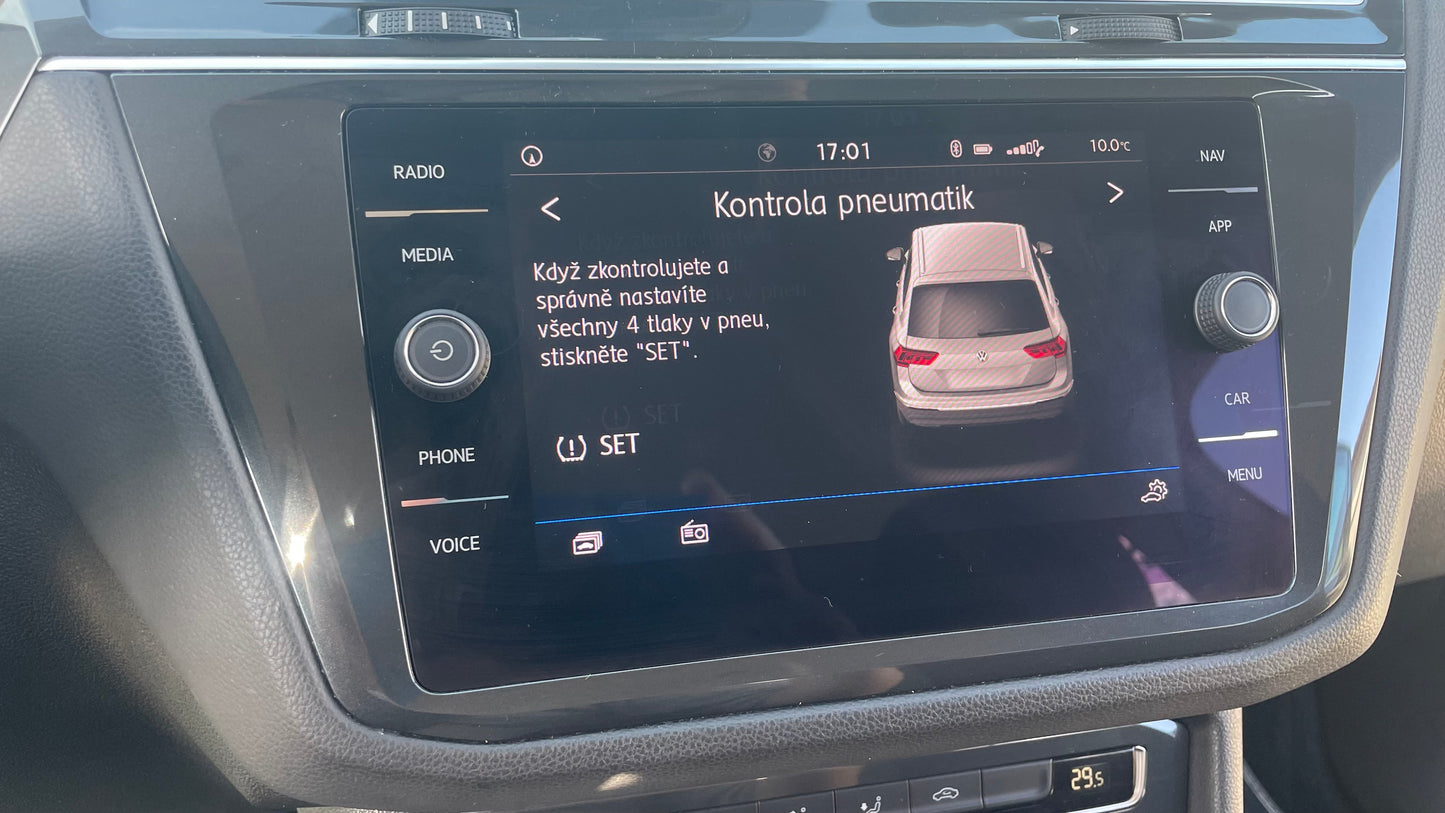 RADIO
MEDIA
PHONE
VOICE
17:01
10.0°C
Kontrola pneumatik
Když zkontrolujete a
správně nastavíte
všechny 4 tlaky v pneu,
stiskněte "SET".
SET
NAV
APP
CAR
MENU
29.5